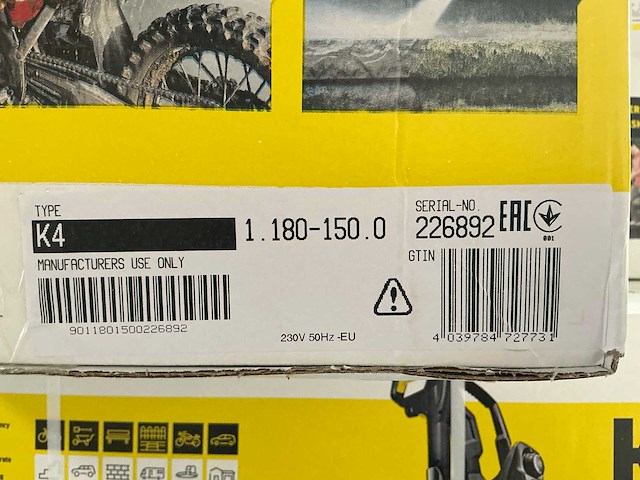 TYPE
K4
1.180-150.0
SERIAL-NO.
226892
EAC
001
MANUFACTURERS USE ONLY
9011801500226892
230V 50Hz -EU
GTIN
4 039784 727731